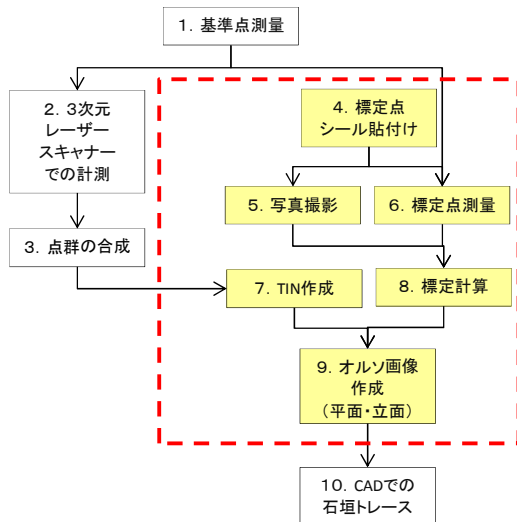 1．基準点測量
2．3次元
レーザー
スキャナー
での計測
3．点群の合成
4．標定点
シール貼付け
5．写真撮影
6．標定点測量
7．TIN作成
8．標定計算
9．オルソ画像
作成
（平面・立面）
10．CADでの
石垣トレース